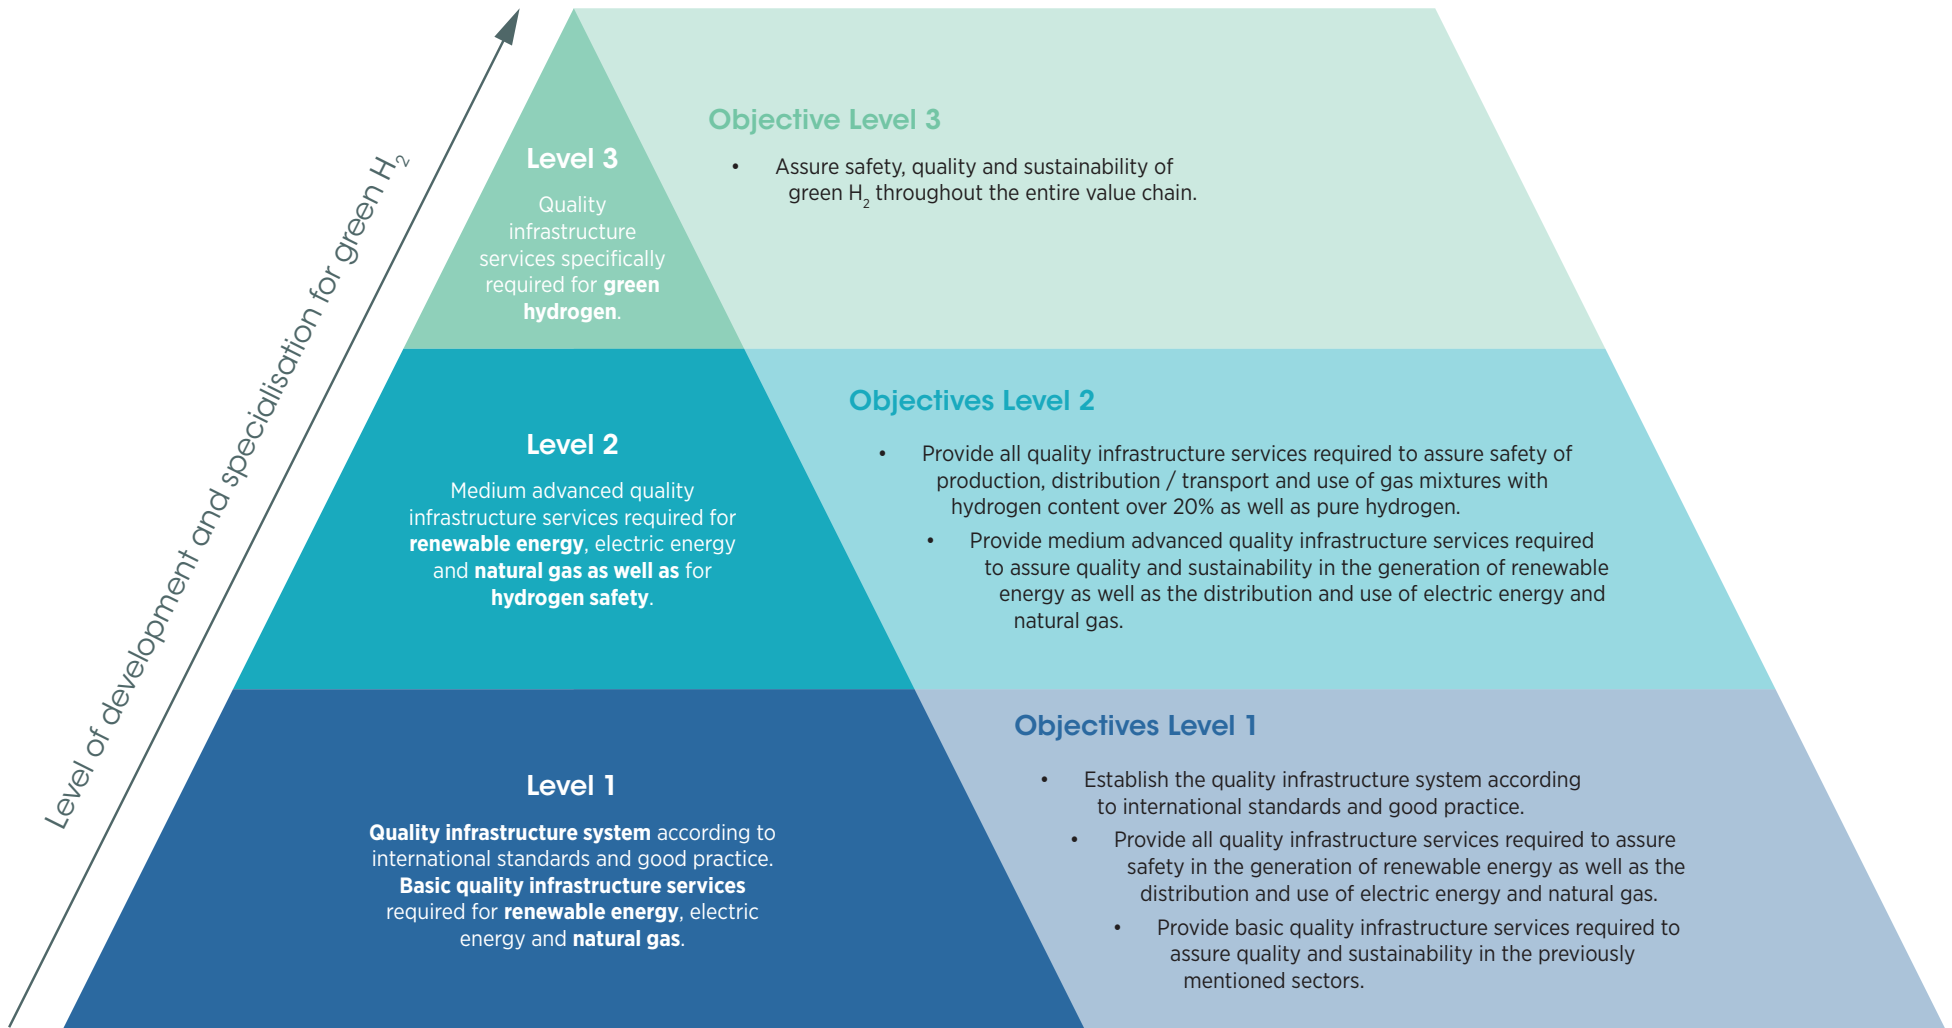 Level of development and specialisation for green H₂
Level 3
Quality
infrastructure
services specifically
required for green
hydrogen.
Objective Level 3
• Assure safety, quality and sustainability of
green H₂ throughout the entire value chain.
Level 2
Medium advanced quality
infrastructure services required for
renewable energy, electric energy
and natural gas as well as for
hydrogen safety.
Objectives Level 2
• Provide all quality infrastructure services required to assure safety of
production, distribution / transport and use of gas mixtures with
hydrogen content over 20% as well as pure hydrogen.
• Provide medium advanced quality infrastructure services required
to assure quality and sustainability in the generation of renewable
energy as well as the distribution and use of electric energy and
natural gas.
Level 1
Quality infrastructure system according to
international standards and good practice.
Basic quality infrastructure services
required for renewable energy, electric
energy and natural gas.
Objectives Level 1
• Establish the quality infrastructure system according
to international standards and good practice.
• Provide all quality infrastructure services required to assure
safety in the generation of renewable energy as well as the
distribution and use of electric energy and natural gas.
• Provide basic quality infrastructure services required to
assure quality and sustainability in the previously
mentioned sectors.